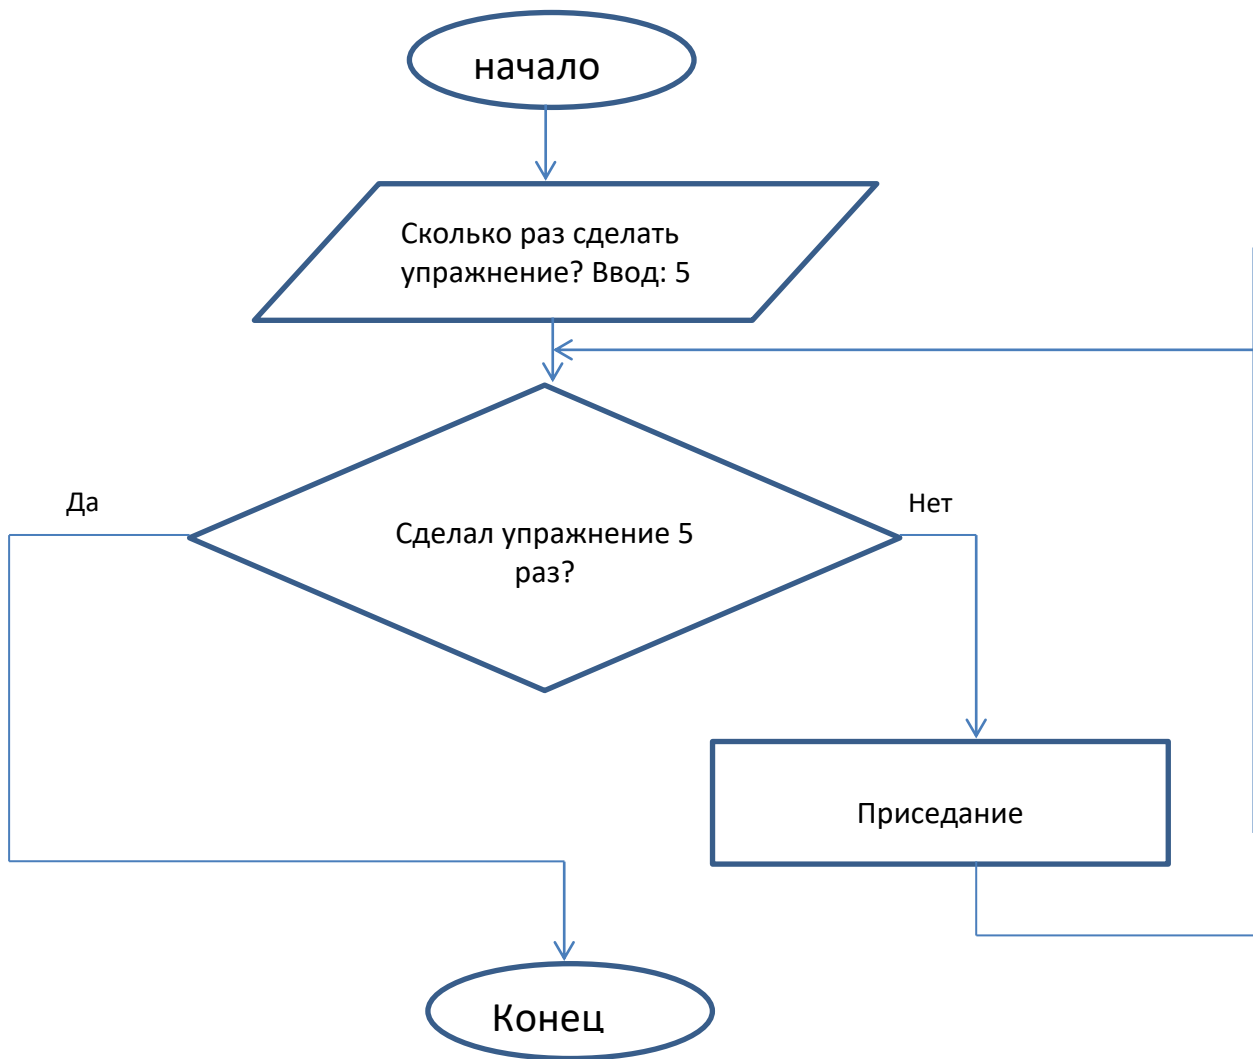 начало
Сколько раз сделать
упражнение? Ввод: 5
Да
Нет
Сделал упражнение 5
раз?
Приседание
Конец